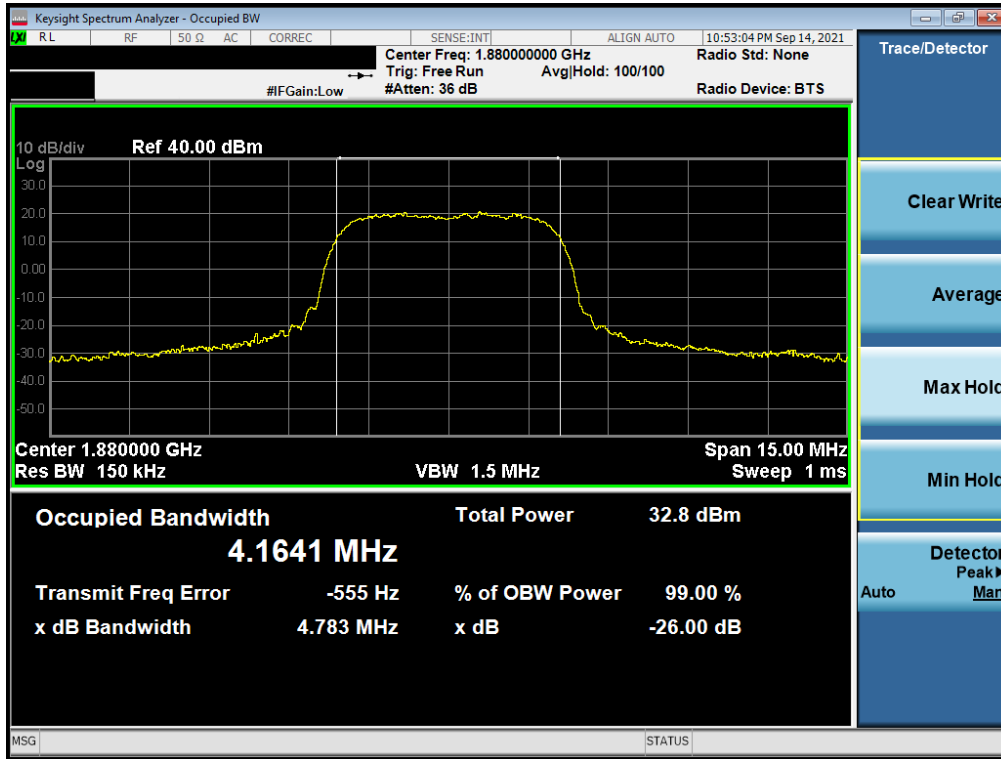 Keysight Spectrum Analyzer - Occupied BW
LXI RL RF 50 Ω AC CORREC SENSE:INT ALIGN AUTO 10:53:04 PM Sep 14, 2021
Center Freq: 1.880000000 GHz Radio Std: None
Trig: Free Run Avg|Hold: 100/100
#IFGain:Low #Atten: 36 dB Radio Device: BTS
10 dB/div Ref 40.00 dBm
Log
30.0
20.0
10.0
0.00
-10.0
-20.0
-30.0
-40.0
-50.0
Center 1.880000 GHz Span 15.00 MHz
Res BW 150 kHz VBW 1.5 MHz Sweep 1 ms
Occupied Bandwidth Total Power 32.8 dBm
4.1641 MHz
Transmit Freq Error -555 Hz % of OBW Power 99.00 %
x dB Bandwidth 4.783 MHz x dB -26.00 dB
MSG STATUS
Trace/Detector
Clear Write
Average
Max Hold
Min Hold
Detector
Peak
Auto Man